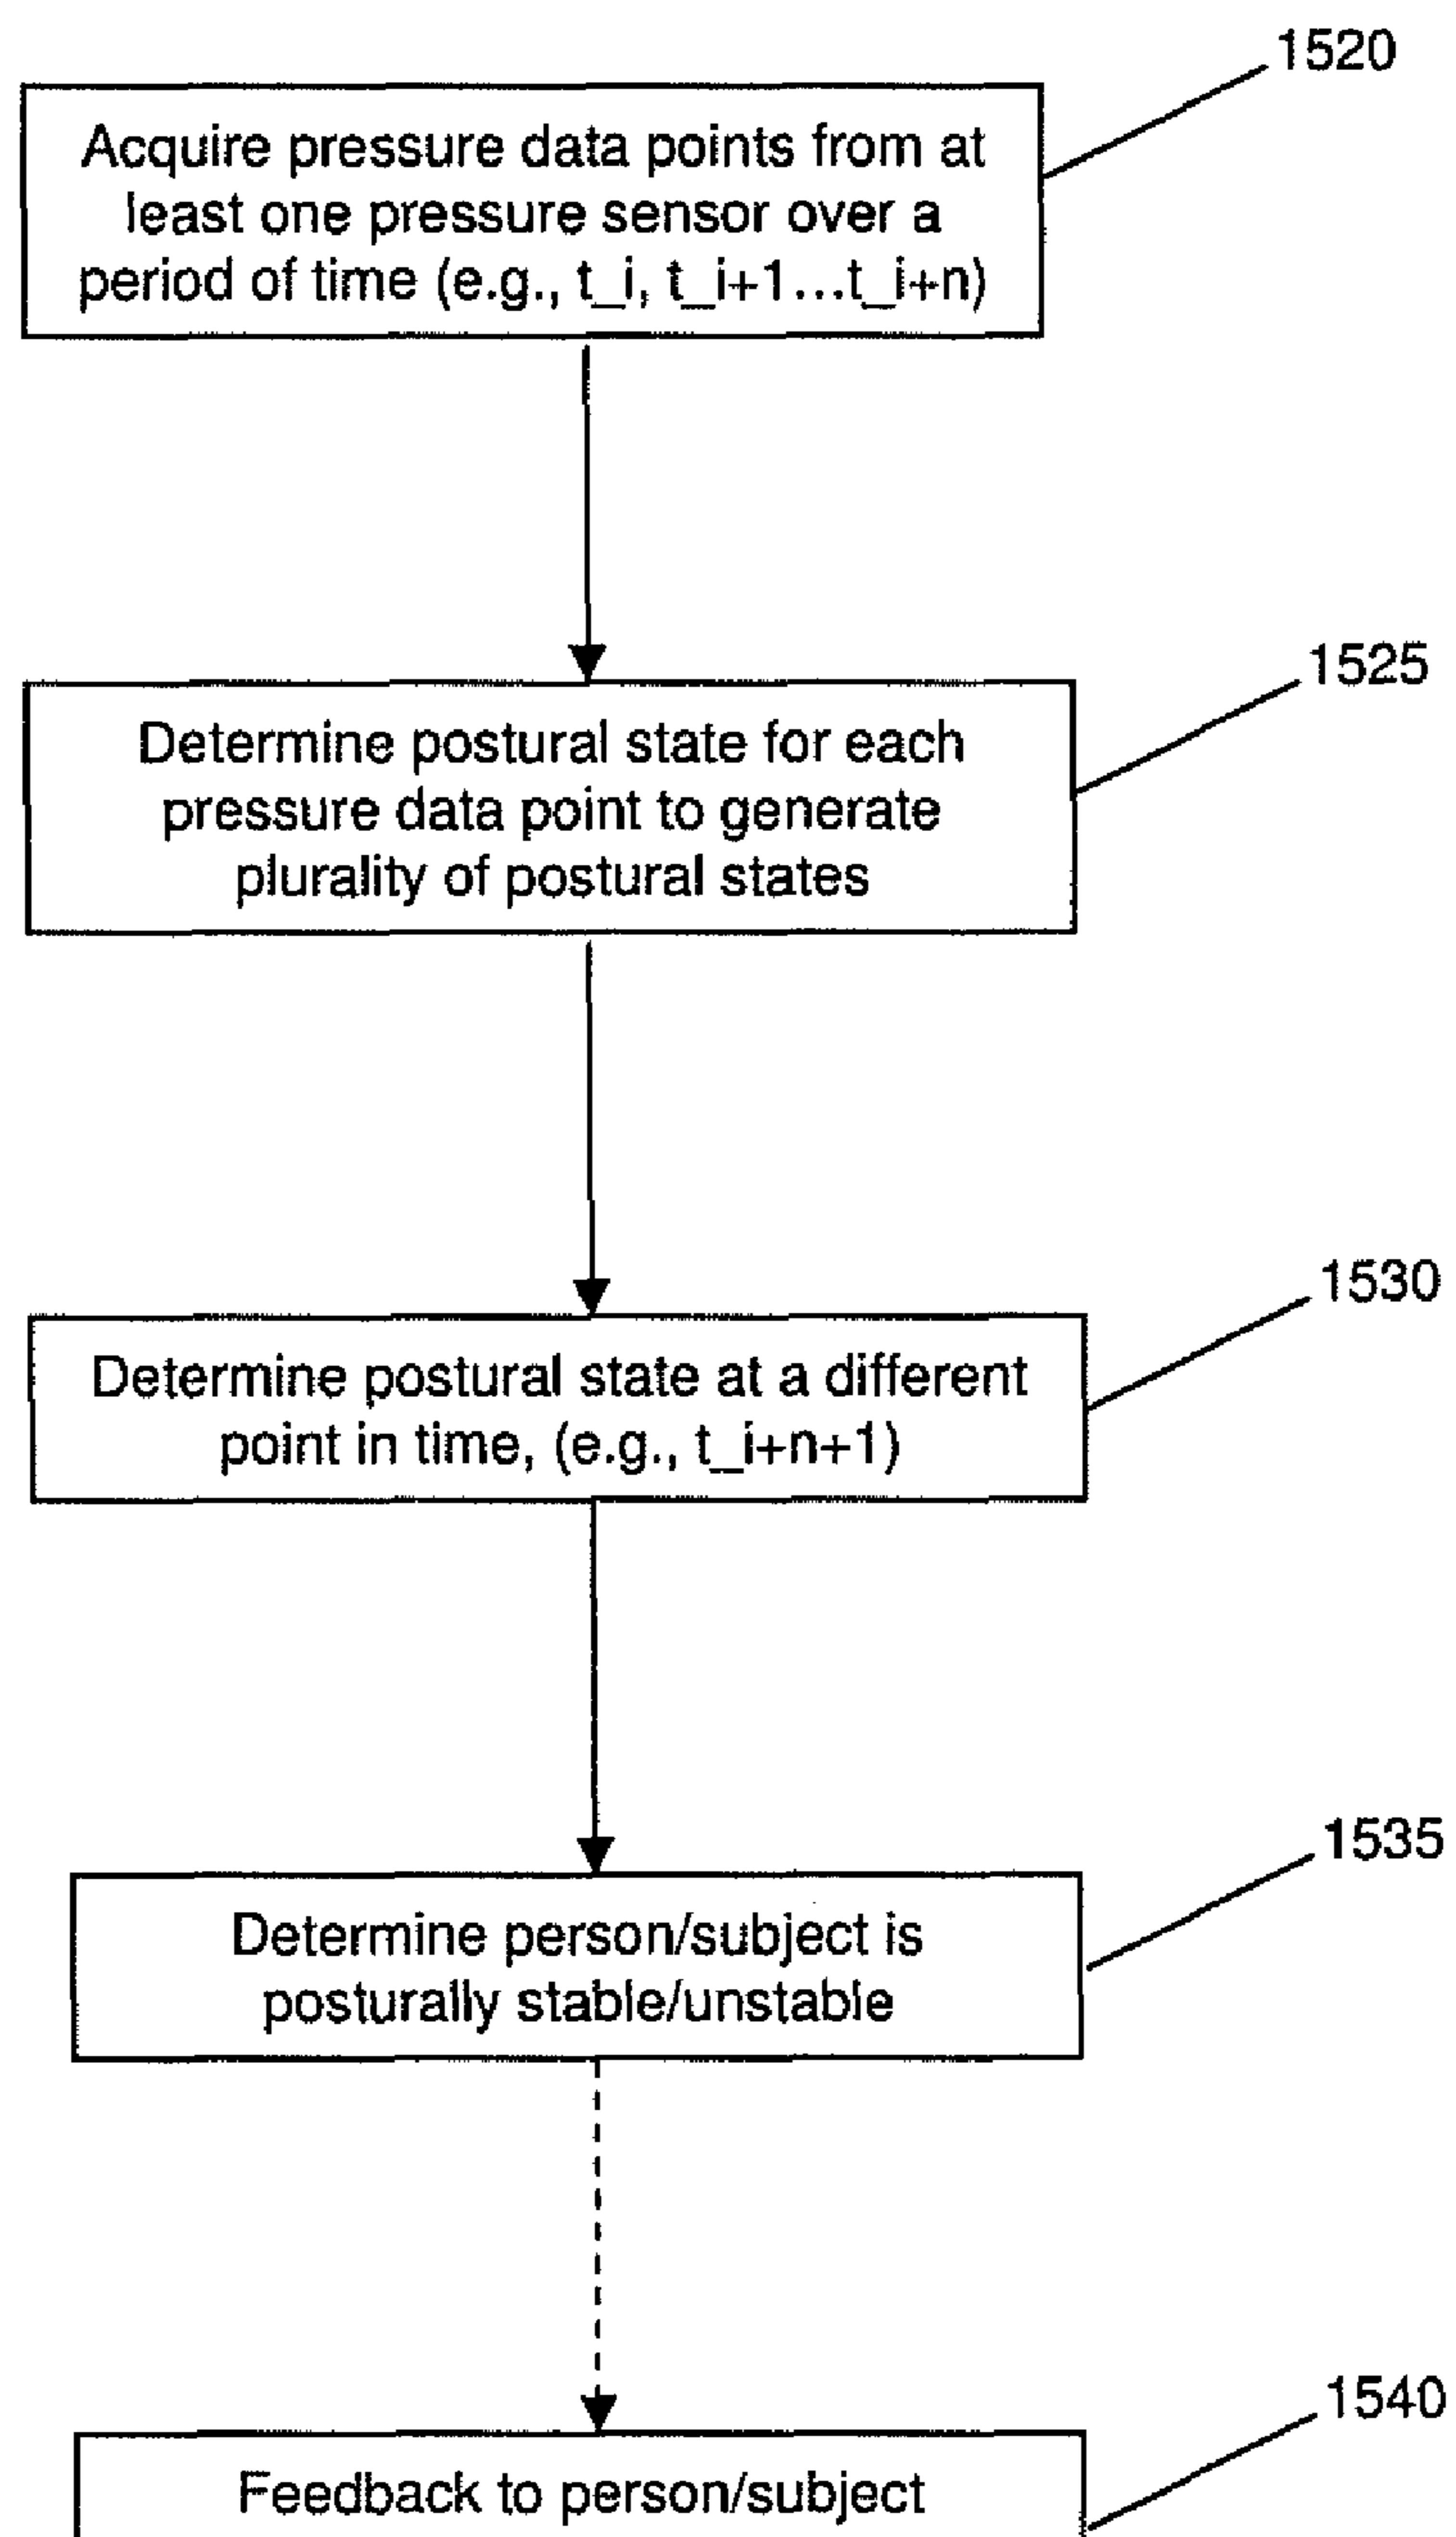 1520
Acquire pressure data points from at
least one pressure sensor over a
period of time (e.g., t_i, t_i+1...t_i+n)
1525
Determine postural state for each
pressure data point to generate
plurality of postural states
1530
Determine postural state at a different
point in time, (e.g., t_i+n+1)
1535
Determine person/subject is
posturally stable/unstable
1540
Feedback to person/subject